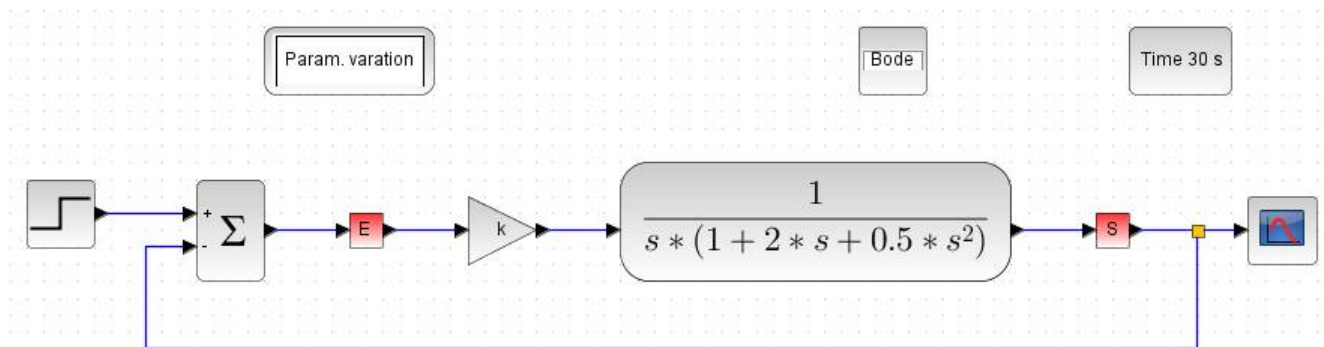 Param. varation
Bode
Time 30 s
+
-
Σ
E
k
1
s * (1 + 2 * s + 0.5 * s²)
S